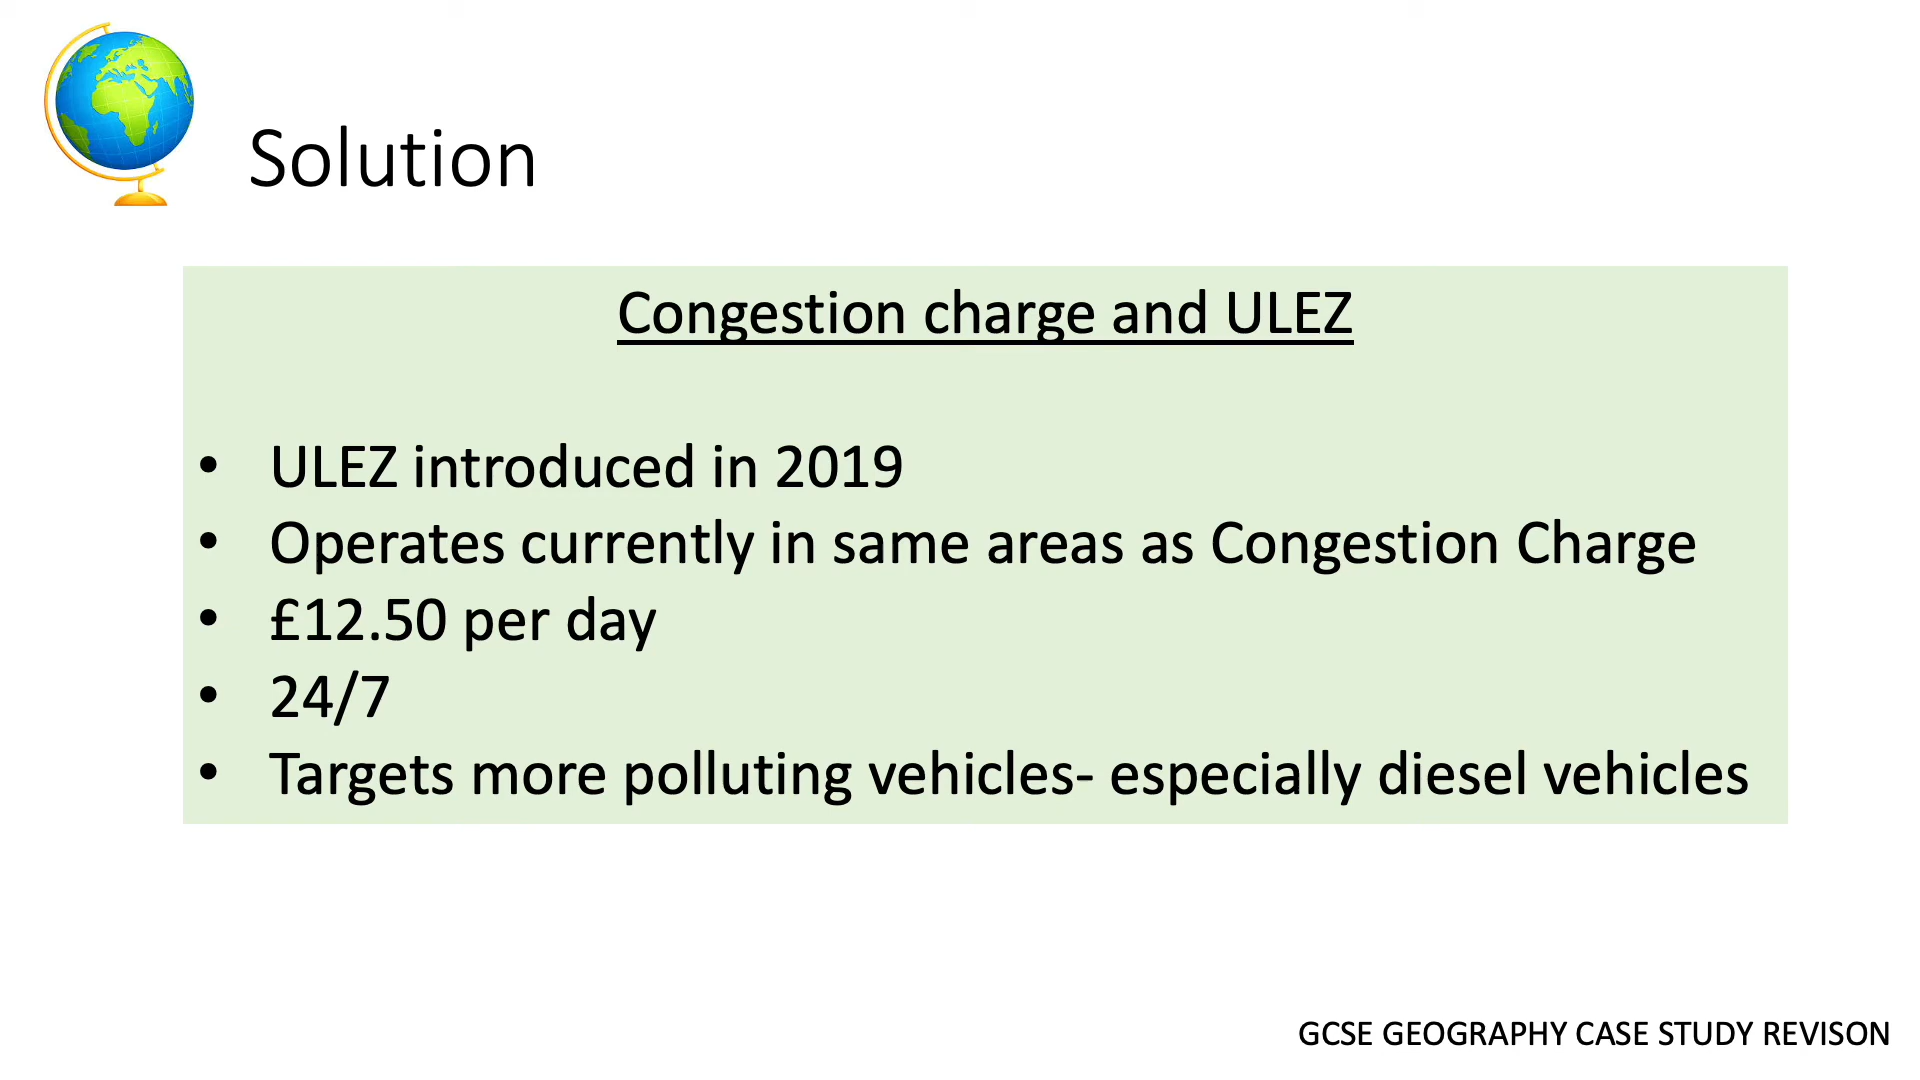 Solution
Congestion charge and ULEZ
• ULEZ introduced in 2019
• Operates currently in same areas as Congestion Charge
• £12.50 per day
• 24/7
• Targets more polluting vehicles- especially diesel vehicles
GCSE GEOGRAPHY CASE STUDY REVISON